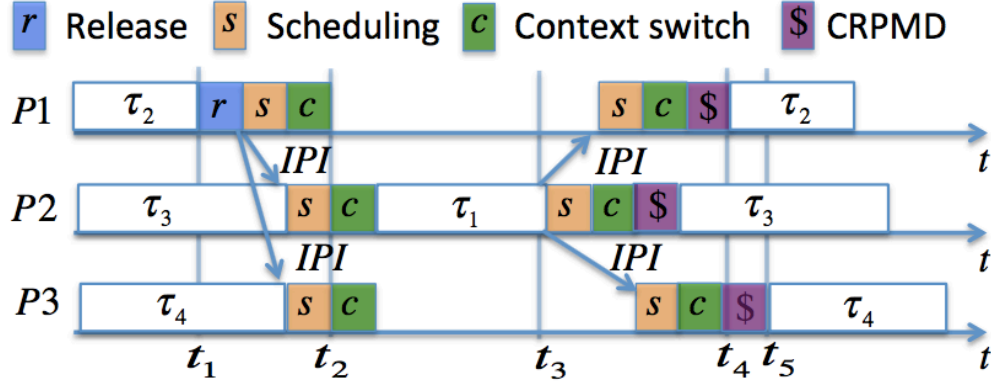 r Release s Scheduling c Context switch $ CRPMD
P1 τ2 r s c s c $ τ2
t
IPI IPI
P2 τ3 s c τ1 s c $ τ3
t
IPI IPI
P3 τ4 s c s c $ τ4
t
t1 t2 t3 t4 t5